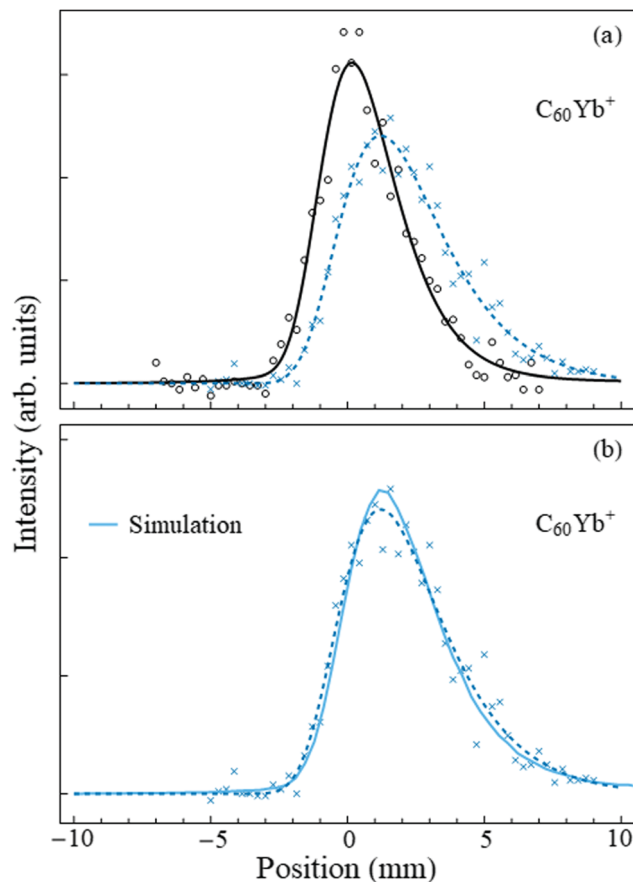 (a)
C₆₀Yb⁺
Intensity (arb. units)
(b)
Simulation
C₆₀Yb⁺
−10 −5 0 5 10
Position (mm)